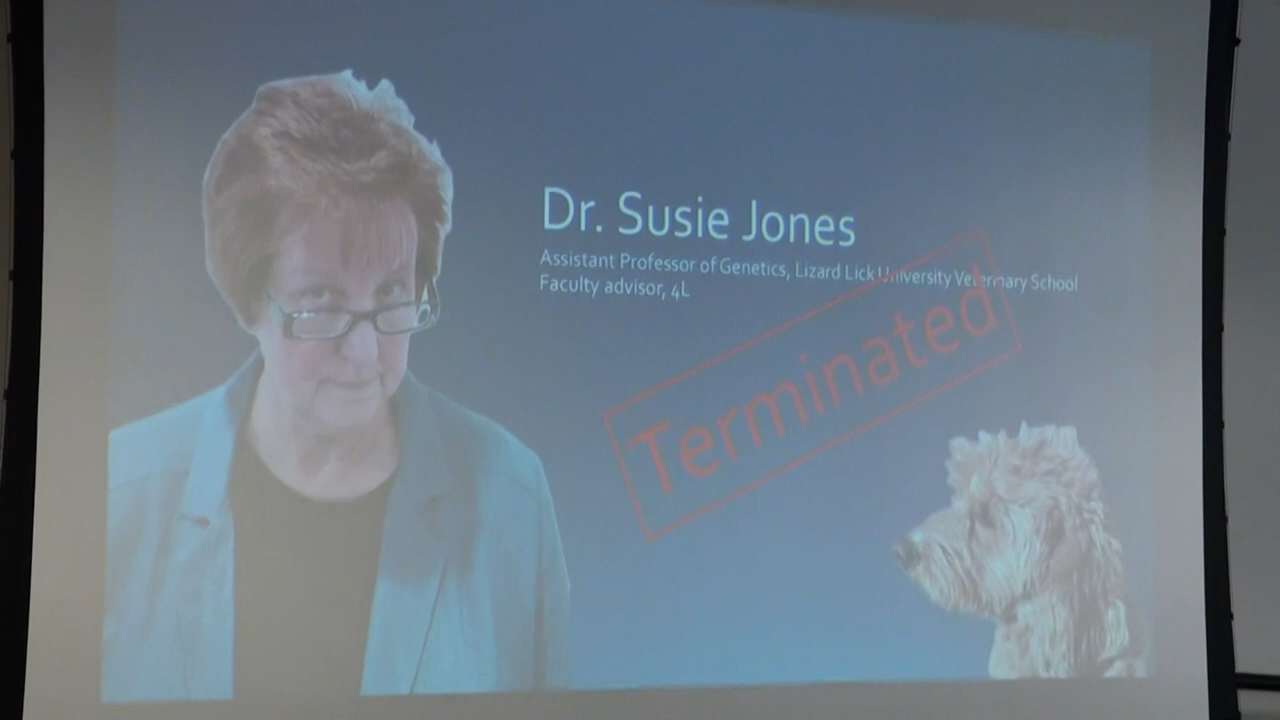 Dr. Susie Jones
Assistant Professor of Genetics, Lizard Lick University Veterinary School
Faculty advisor, 4L
Terminated